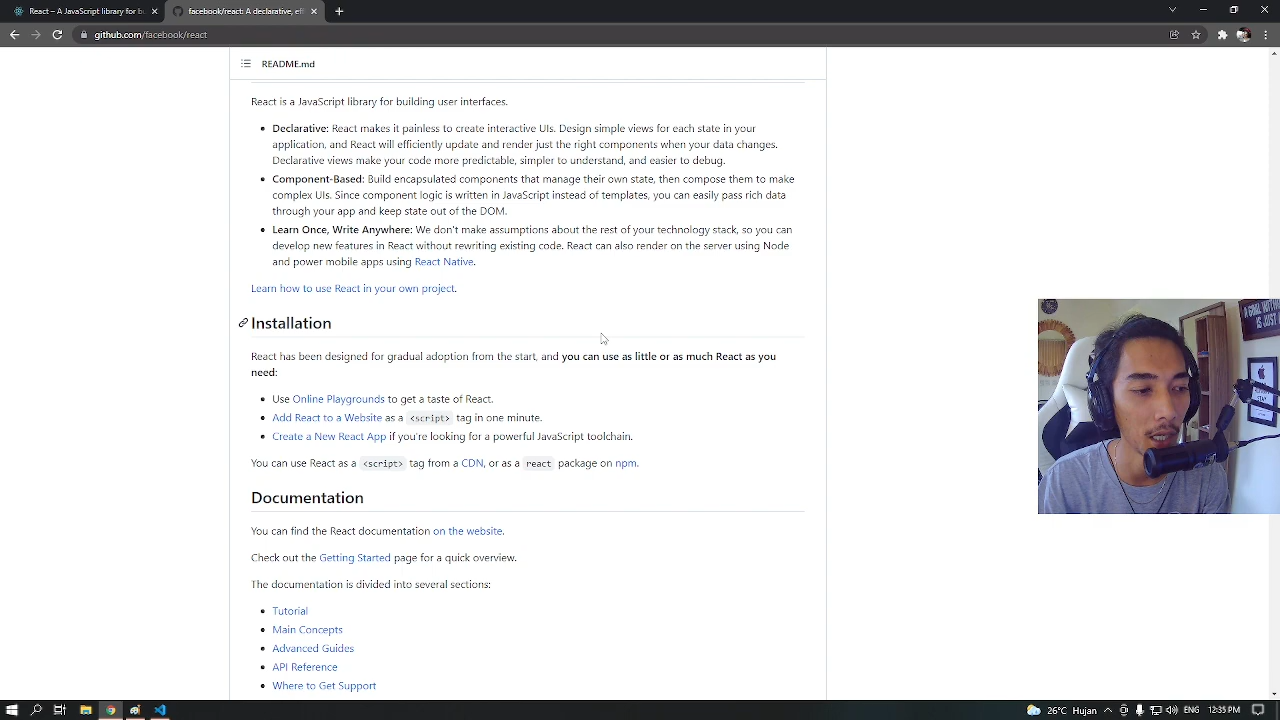 React – A JavaScript library for bu
facebook/react: A declarative, eff
github.com/facebook/react
README.md
React is a JavaScript library for building user interfaces.
Declarative: React makes it painless to create interactive UIs. Design simple views for each state in your
application, and React will efficiently update and render just the right components when your data changes.
Declarative views make your code more predictable, simpler to understand, and easier to debug.
Component-Based: Build encapsulated components that manage their own state, then compose them to make
complex UIs. Since component logic is written in JavaScript instead of templates, you can easily pass rich data
through your app and keep state out of the DOM.
Learn Once, Write Anywhere: We don't make assumptions about the rest of your technology stack, so you can
develop new features in React without rewriting existing code. React can also render on the server using Node
and power mobile apps using React Native.
Learn how to use React in your own project.
Installation
React has been designed for gradual adoption from the start, and you can use as little or as much React as you
need:
Use Online Playgrounds to get a taste of React.
Add React to a Website as a <script> tag in one minute.
Create a New React App if you're looking for a powerful JavaScript toolchain.
You can use React as a <script> tag from a CDN, or as a react package on npm.
Documentation
You can find the React documentation on the website.
Check out the Getting Started page for a quick overview.
The documentation is divided into several sections:
Tutorial
Main Concepts
Advanced Guides
API Reference
Where to Get Support
A GOAL
IS JUST
26°C Hujan
ENG
12:35 PM